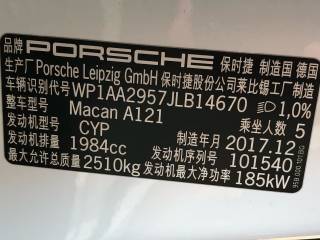 品牌 PORSCHE 保时捷 制造国 德国
生产厂 Porsche Leipzig GmbH 保时捷股份公司莱比锡工厂制造
车辆识别代号 WP1AA2957JLB14670 1,0%
整车型号 Macan A121 乘坐人数 5
发动机型号 CYP 制造年月 2017.12
发动机排量 1984cc 发动机序列号 101540
最大允许总质量 2510kg 发动机最大净功率 185kW